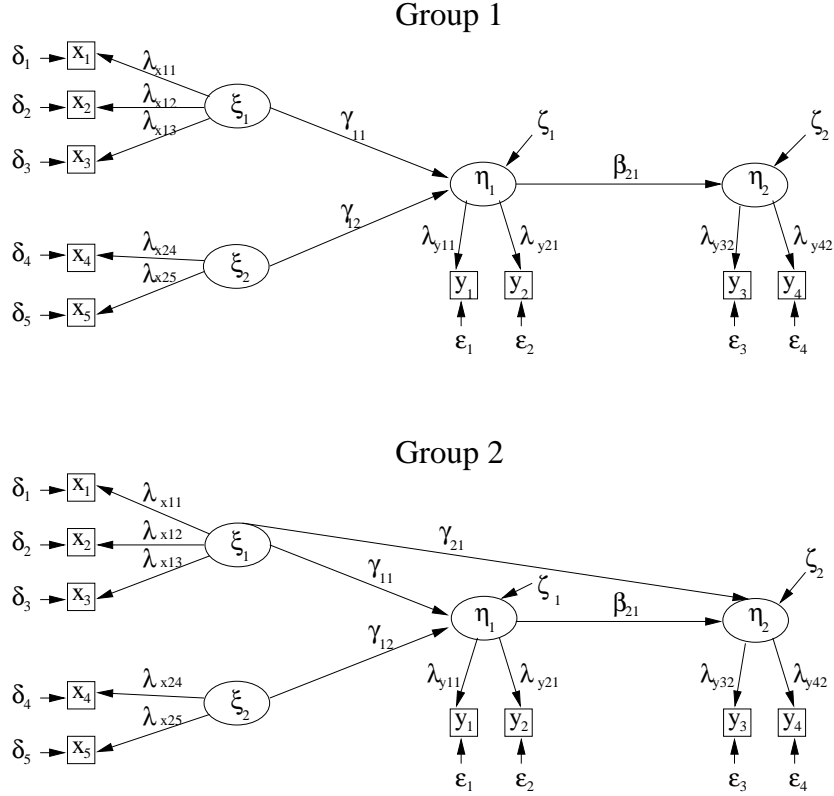 Group 1
δ1 x1 λx11
δ2 x2 λx12 ξ1
λx13
δ3 x3
γ11
ζ1 ζ2
η1 β21 η2
γ12
δ4 x4 λx24 ξ2
λx25
δ5 x5
λy11 λy21 λy32 λy42
y1 y2 y3 y4
ε1 ε2 ε3 ε4
Group 2
δ1 x1 λx11
δ2 x2 λx12 ξ1
λx13
δ3 x3
γ21
γ11
ζ1 ζ2
η1 β21 η2
γ12
δ4 x4 λx24 ξ2
λx25
δ5 x5
λy11 λy21 λy32 λy42
y1 y2 y3 y4
ε1 ε2 ε3 ε4